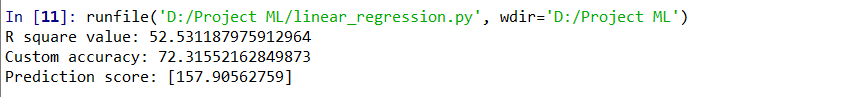 In [11]: runfile('D:/Project ML/linear_regression.py', wdir='D:/Project ML')
R square value: 52.531187975912964
Custom accuracy: 72.31552162849873
Prediction score: [157.90562759]